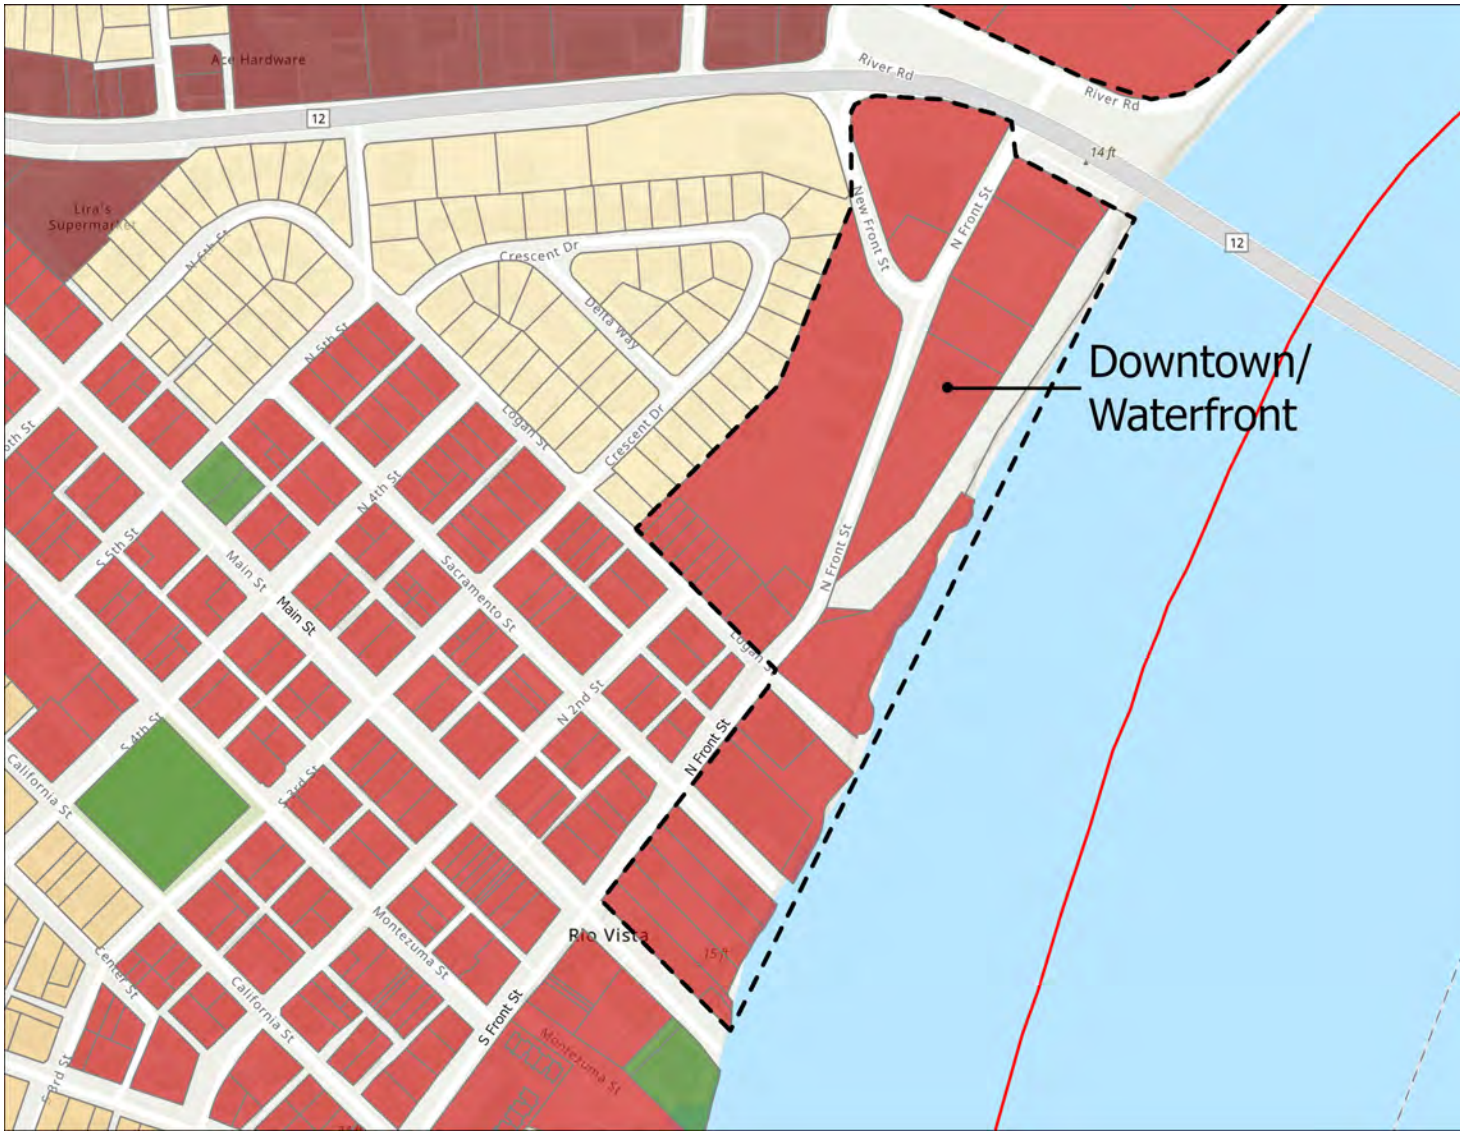 Ace Hardware
River Rd
River Rd
12
14 ft
Lira's
Supermarket
N 6th St
New Front St
N Front St
12
Crescent Dr
Delta Way
N 5th St
Downtown/
Waterfront
Logan St
Crescent Dr
6th St
N 4th St
S 5th St
Main St
Main St
Sacramento St
N Front St
Logan S
N 2nd St
N Front St
S 4th St
California St
S 3rd St
Rio Vista
15 ft
Montezuma St
Center St
California St
S Front St
Montezuma St
S 3rd St